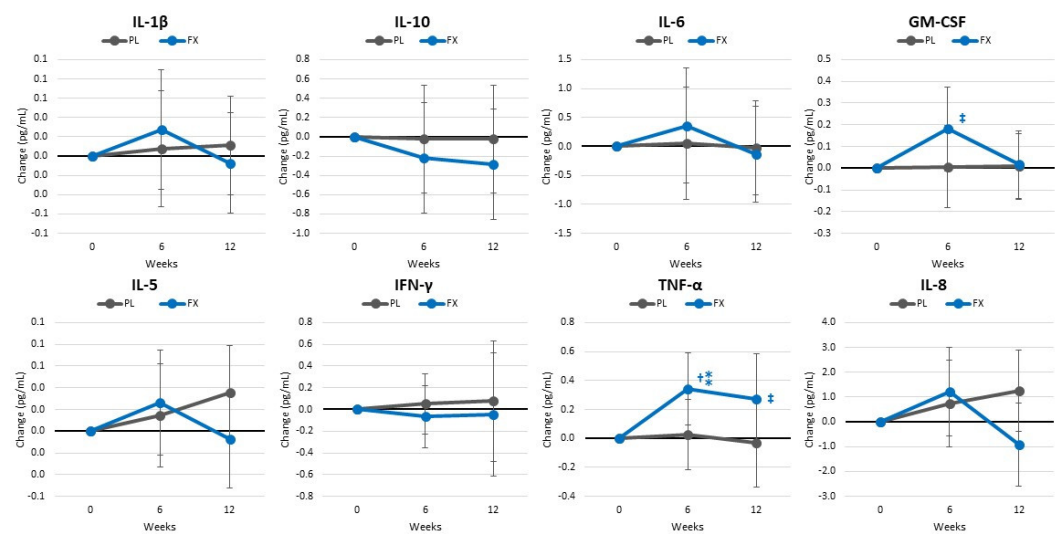 IL-1β
PL FX
0.1
0.1
0.1
0.0
0.0
0.0
0.0
0.0
-0.1
-0.1
Change (pg/mL)
0 6 12
Weeks
IL-10
PL FX
0.8
0.6
0.4
0.2
0.0
-0.2
-0.4
-0.6
-0.8
-1.0
Change (pg/mL)
0 6 12
Weeks
IL-6
PL FX
1.5
1.0
0.5
0.0
-0.5
-1.0
-1.5
Change (pg/mL)
0 6 12
Weeks
GM-CSF
PL FX
0.5
0.4
0.3
0.2
0.1
0.0
-0.1
-0.2
-0.3
Change (pg/mL)
‡
0 6 12
Weeks
IL-5
PL FX
0.1
0.1
0.1
0.0
0.0
0.0
0.0
0.0
-0.1
Change (pg/mL)
0 6 12
Weeks
IFN-γ
PL FX
0.8
0.6
0.4
0.2
0.0
-0.2
-0.4
-0.6
-0.8
Change (pg/mL)
0 6 12
Weeks
TNF-α
PL FX
0.8
0.6
0.4
0.2
0.0
-0.2
-0.4
Change (pg/mL)
†⁑
‡
0 6 12
Weeks
IL-8
PL FX
4.0
3.0
2.0
1.0
0.0
-1.0
-2.0
-3.0
Change (pg/mL)
0 6 12
Weeks